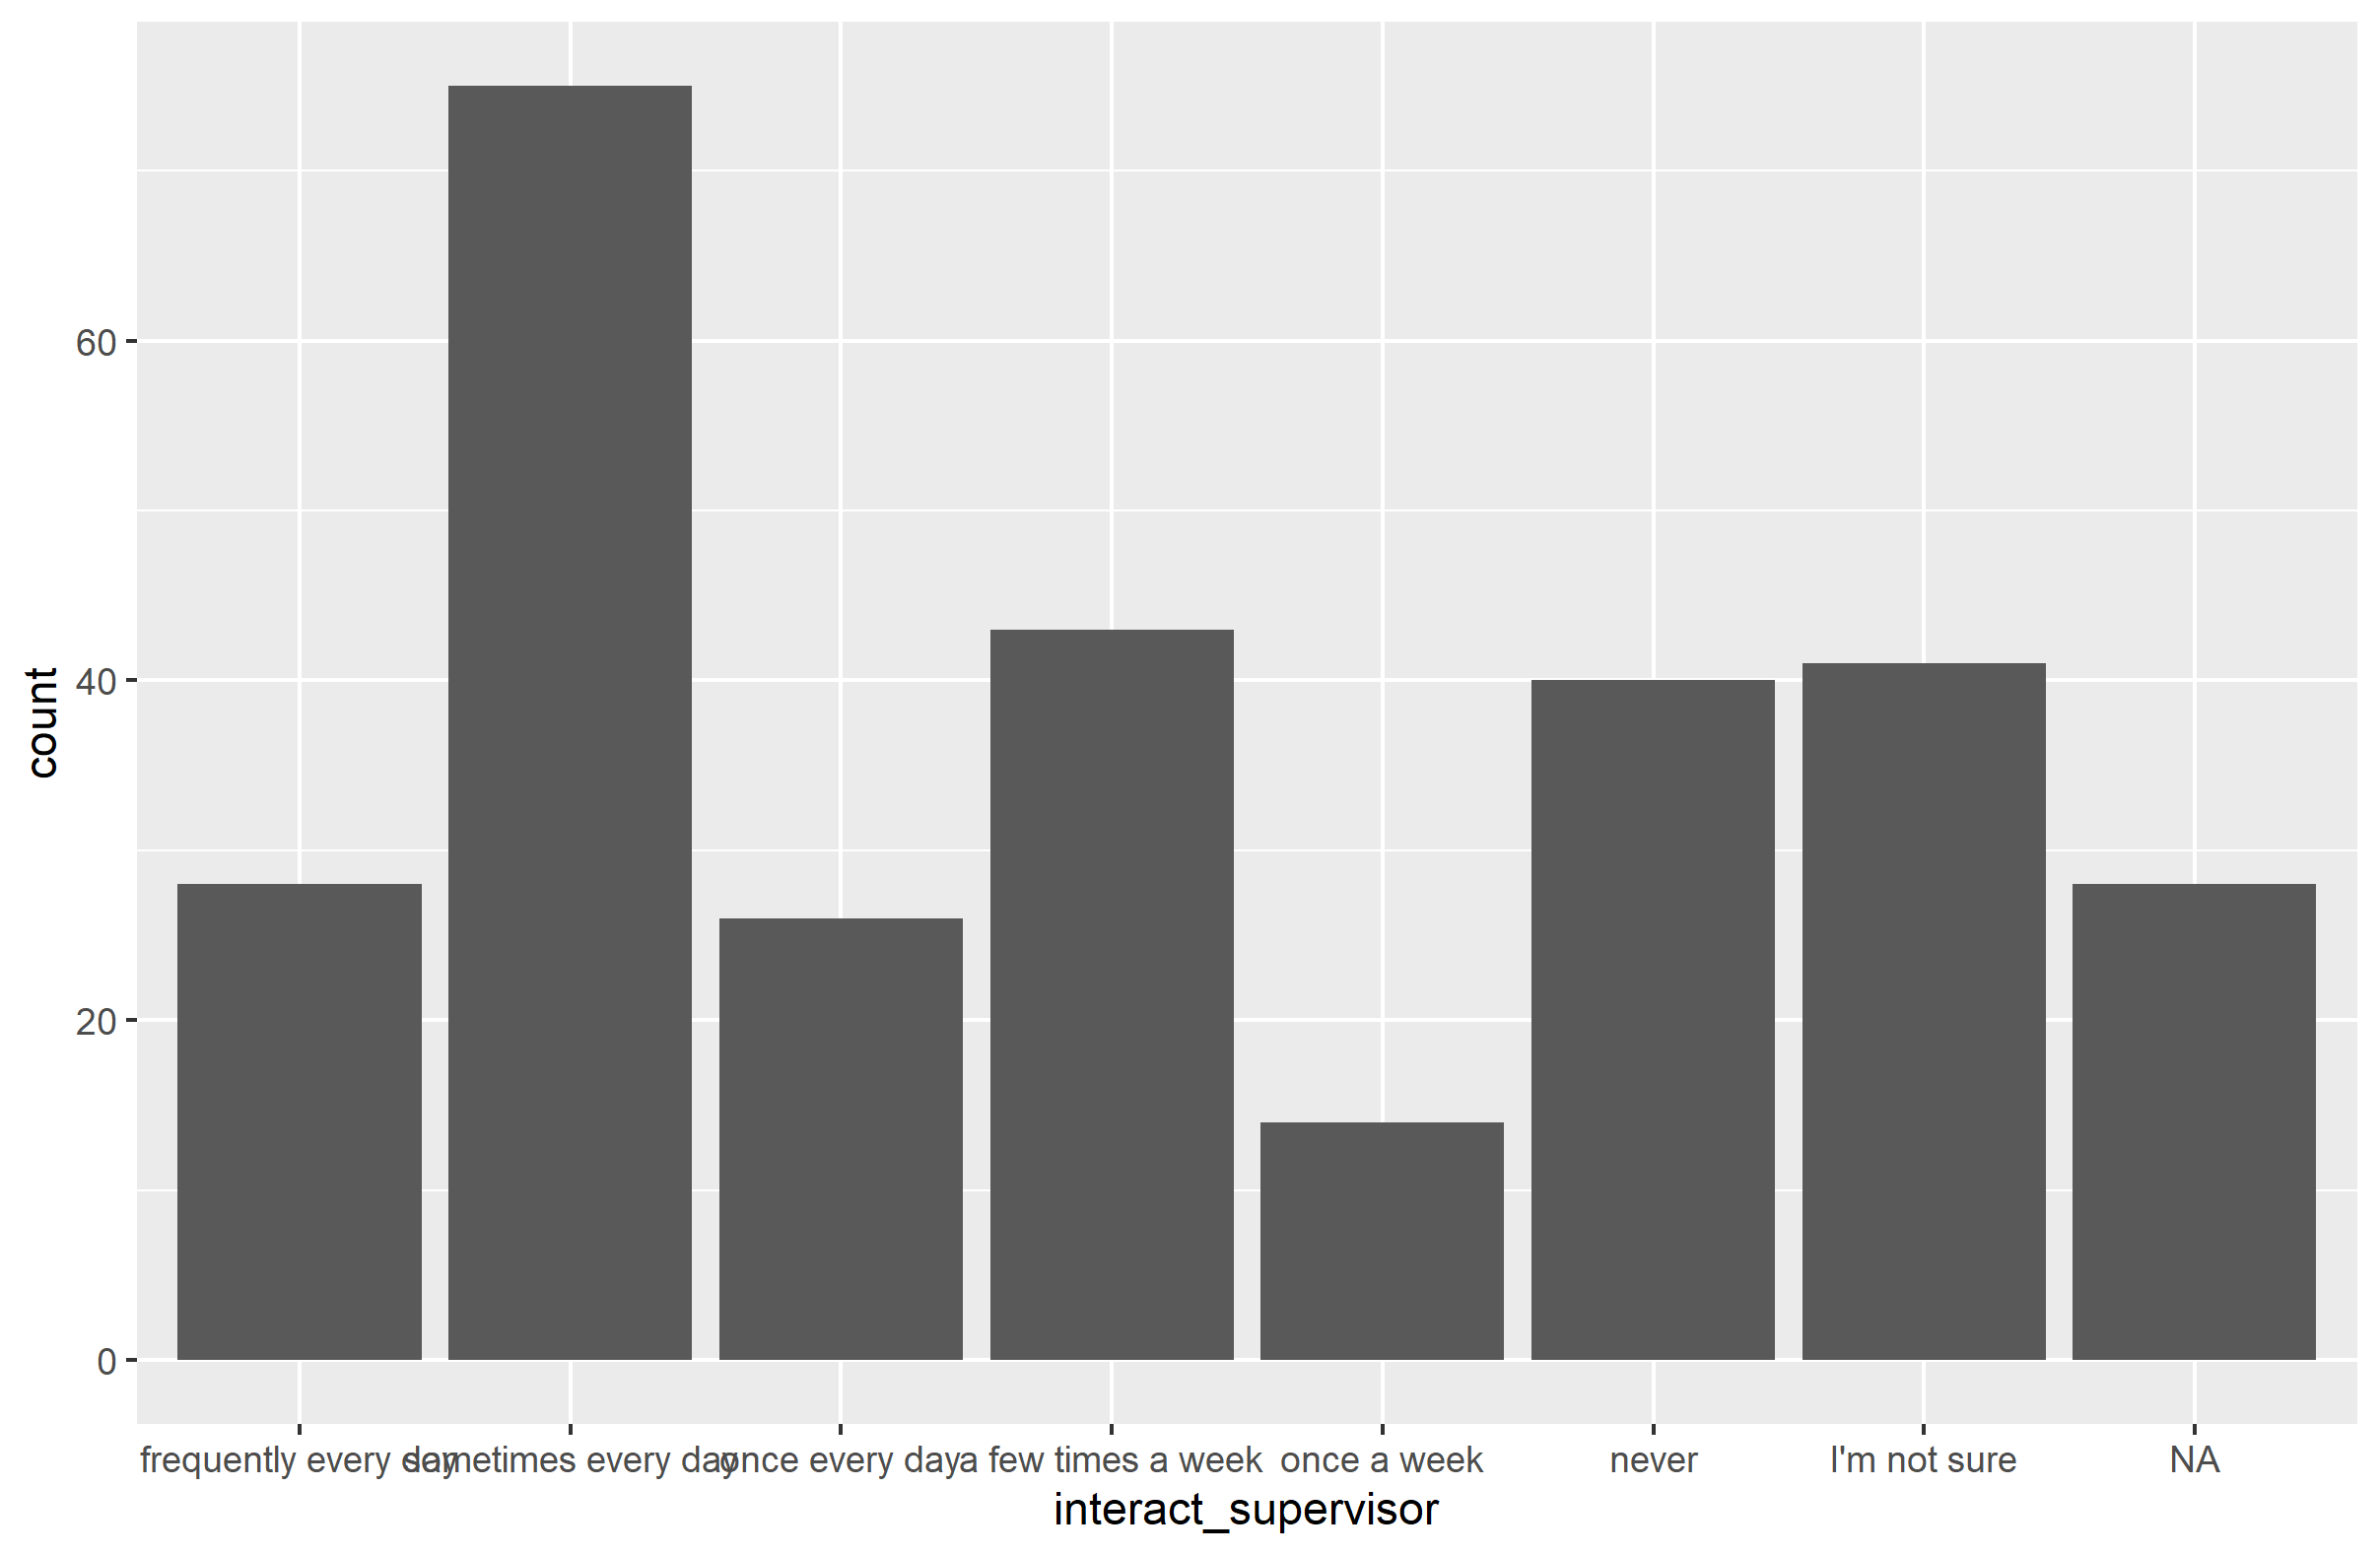 count
60
40
20
0
frequently every day sometimes every day once every day a few times a week once a week never I'm not sure NA
interact_supervisor